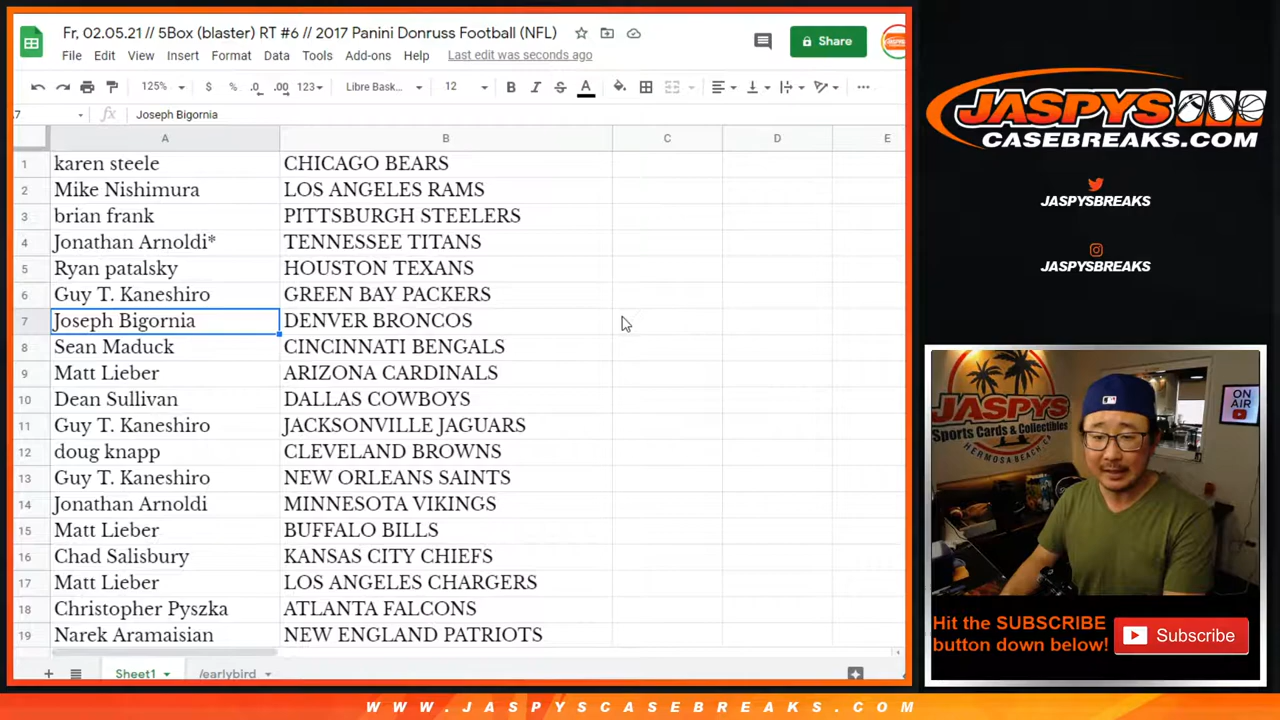 Fr, 02.05.21 // 5Box (blaster) RT #6 // 2017 Panini Donruss Football (NFL)
File Edit View Insert Format Data Tools Add-ons Help Last edit was seconds ago
Share
125% $ % .0 .00 123 Libre Bask... 12 B I S A
7 fx Joseph Bigornia
A B C D E
1 karen steele CHICAGO BEARS
2 Mike Nishimura LOS ANGELES RAMS
3 brian frank PITTSBURGH STEELERS
4 Jonathan Arnoldi* TENNESSEE TITANS
5 Ryan patalsky HOUSTON TEXANS
6 Guy T. Kaneshiro GREEN BAY PACKERS
7 Joseph Bigornia DENVER BRONCOS
8 Sean Maduck CINCINNATI BENGALS
9 Matt Lieber ARIZONA CARDINALS
10 Dean Sullivan DALLAS COWBOYS
11 Guy T. Kaneshiro JACKSONVILLE JAGUARS
12 doug knapp CLEVELAND BROWNS
13 Guy T. Kaneshiro NEW ORLEANS SAINTS
14 Jonathan Arnoldi MINNESOTA VIKINGS
15 Matt Lieber BUFFALO BILLS
16 Chad Salisbury KANSAS CITY CHIEFS
17 Matt Lieber LOS ANGELES CHARGERS
18 Christopher Pyszka ATLANTA FALCONS
19 Narek Aramaisian NEW ENGLAND PATRIOTS
Sheet1 /earlybird
JASPYS
CASEBREAKS.COM
JASPYSBREAKS
JASPYSBREAKS
JASPYS
Sports Cards & Collectibles
HERMOSA BEACH
ON
AIR
Hit the SUBSCRIBE
button down below!
Subscribe
WWW.JASPYSCASEBREAKS.COM